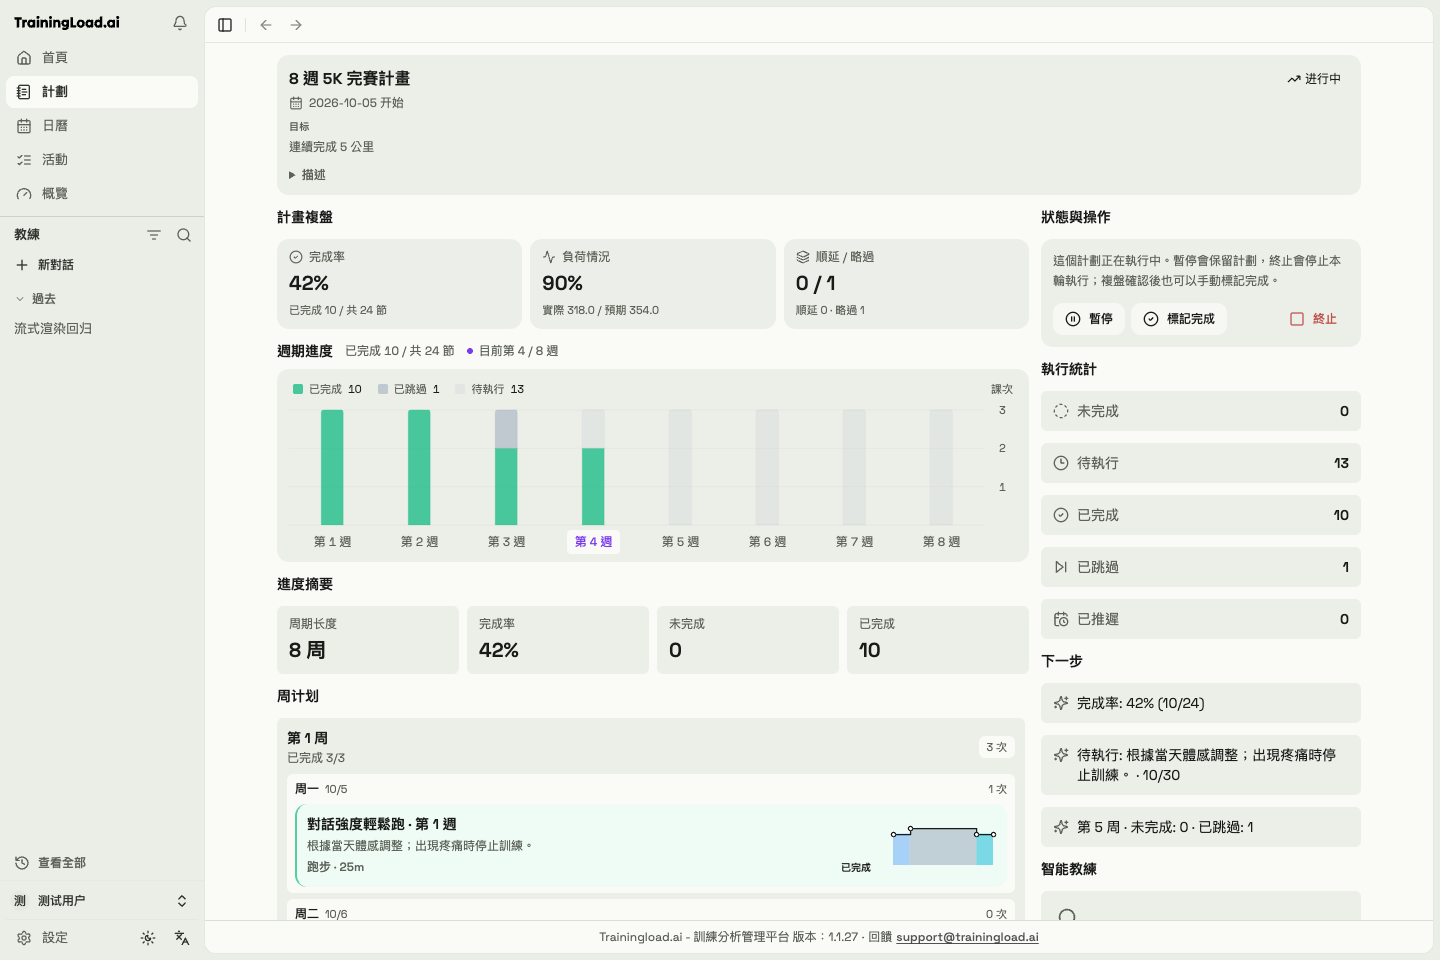 TrainingLoad.ai
首頁
計劃
日曆
活動
概覽
教練
新對話
過去
流式渲染回归
查看全部
测 测试用户
設定
8 週 5K 完賽計畫
进行中
2026-10-05 开始
目标
連續完成 5 公里
描述
計畫複盤
完成率
42%
已完成 10 / 共 24 節
負荷情況
90%
實際 318.0 / 預期 354.0
順延 / 略過
0 / 1
順延 0 · 略過 1
週期進度 已完成 10 / 共 24 節 目前第 4 / 8 週
已完成 10 已跳過 1 待執行 13 課次
3
2
1
第 1 週 第 2 週 第 3 週 第 4 週 第 5 週 第 6 週 第 7 週 第 8 週
進度摘要
周期长度
8 周
完成率
42%
未完成
0
已完成
10
周计划
第 1 周
已完成 3/3
3 次
周一 10/5 1 次
對話強度輕鬆跑 · 第 1 週
根據當天體感調整；出現疼痛時停止訓練。
跑步 · 25m
已完成
周二 10/6 0 次
狀態與操作
這個計劃正在執行中。暫停會保留計劃，終止會停止本
輪執行；複盤確認後也可以手動標記完成。
暫停 標記完成 終止
執行統計
未完成 0
待執行 13
已完成 10
已跳過 1
已推遲 0
下一步
完成率: 42% (10/24)
待執行: 根據當天體感調整；出現疼痛時停
止訓練。 · 10/30
第 5 周 · 未完成: 0 · 已跳過: 1
智能教練
Trainingload.ai - 訓練分析管理平台 版本：1.1.27 · 回饋 support@trainingload.ai